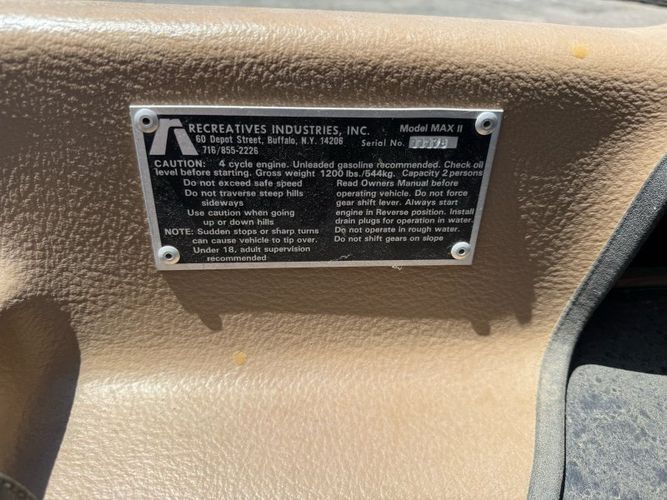 RECREATIVES INDUSTRIES, INC. Model MAX II
60 Depot Street, Buffalo, N.Y. 14206 Serial No.
716/855-2226
CAUTION: 4 cycle engine. Unleaded gasoline recommended. Check oil
level before starting. Gross weight 1200 lbs./544kg. Capacity 2 persons
Do not exceed safe speed
Do not traverse steep hills
sideways
Use caution when going
up or down hills
NOTE: Sudden stops or sharp turns
can cause vehicle to tip over.
Under 18, adult supervision
recommended
Read Owners Manual before
operating vehicle. Do not force
gear shift lever. Always start
engine in Reverse position. Install
drain plugs for operation in water.
Do not operate in rough water.
Do not shift gears on slope